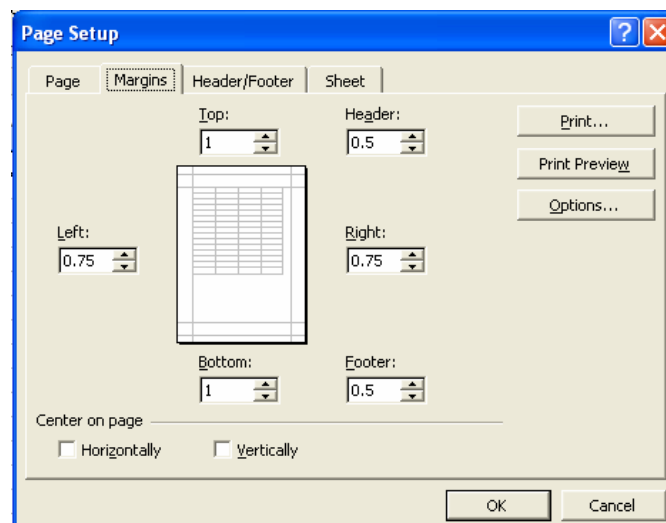 Page Setup
?
Page Margins Header/Footer Sheet
Top: Header:
1 0.5
Print...
Print Preview
Options...
Left: Right:
0.75 0.75
Bottom: Footer:
1 0.5
Center on page
Horizontally Vertically
OK Cancel